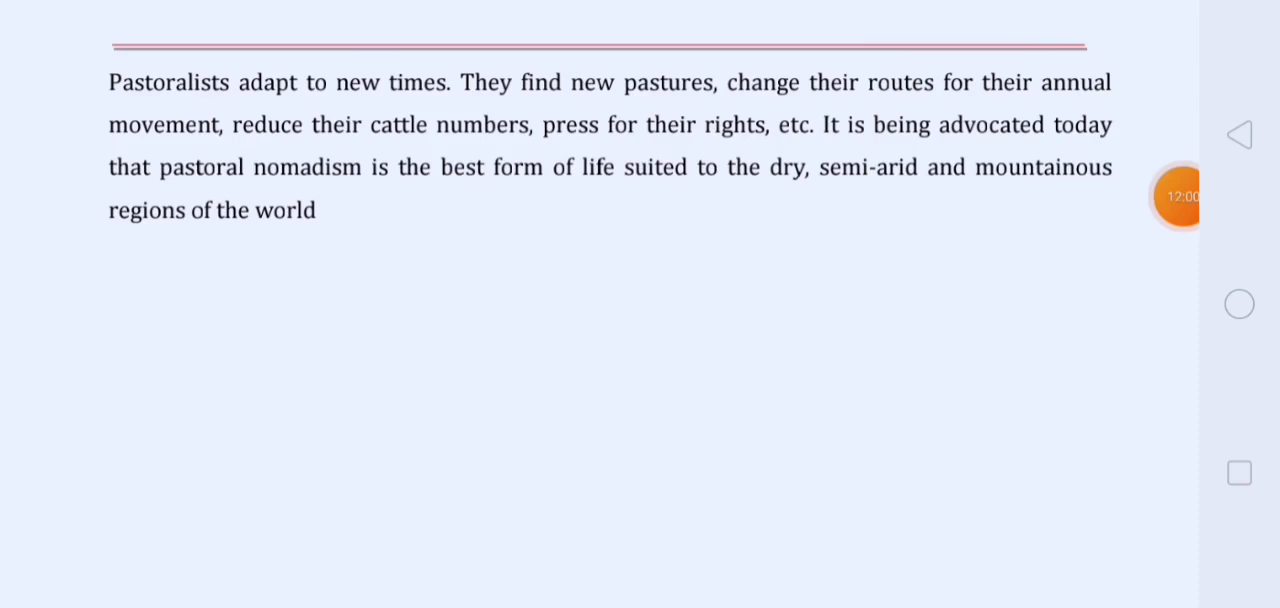 Pastoralists adapt to new times. They find new pastures, change their routes for their annual
movement, reduce their cattle numbers, press for their rights, etc. It is being advocated today
that pastoral nomadism is the best form of life suited to the dry, semi-arid and mountainous
regions of the world
12:00